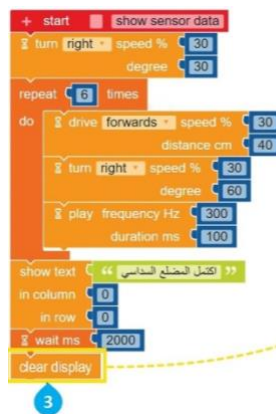 + start show sensor data
turn right speed % 30
degree 30
repeat 6 times
do drive forwards speed % 30
distance cm 40
turn right speed % 30
degree 60
play frequency Hz 300
duration ms 100
show text “ اكتمل المضلع السداسي ”
in column 0
in row 0
wait ms 2000
clear display
3